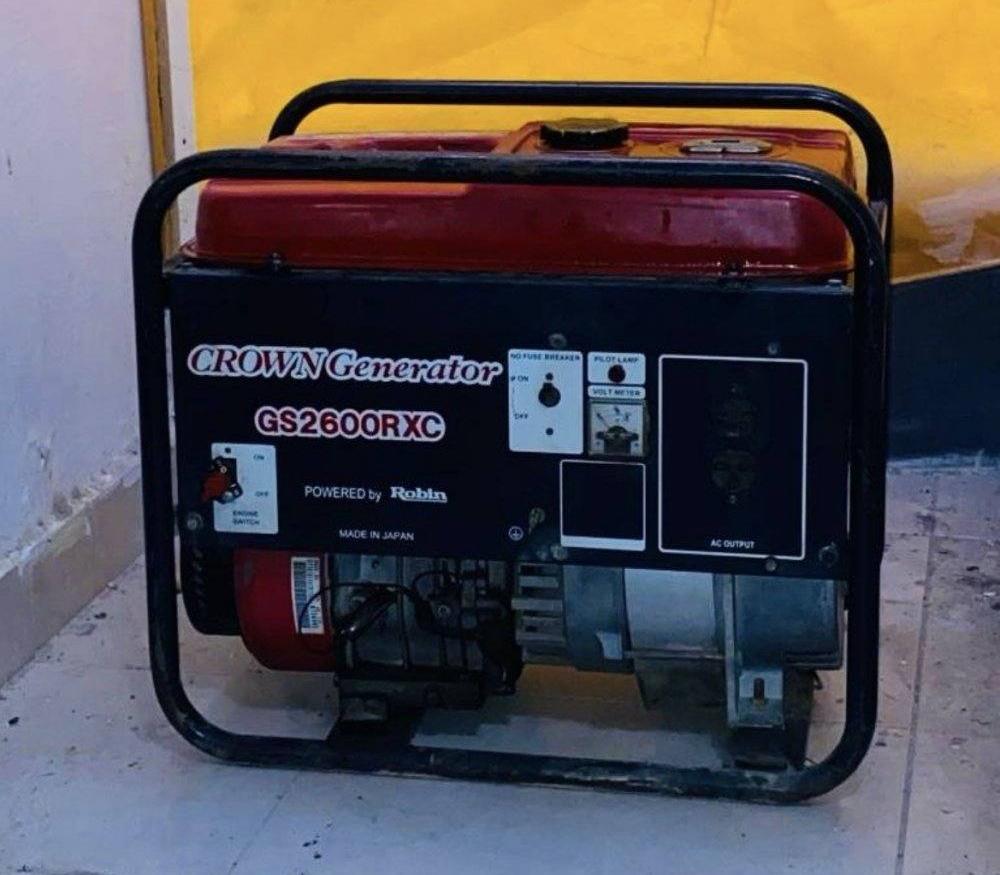 CROWN Generator
GS2600RXC
NO FUSE BREAKER
ON
OFF
PILOT LAMP
VOLT METER
ON
OFF
ENGINE
SWITCH
POWERED by Robin
MADE IN JAPAN
AC OUTPUT